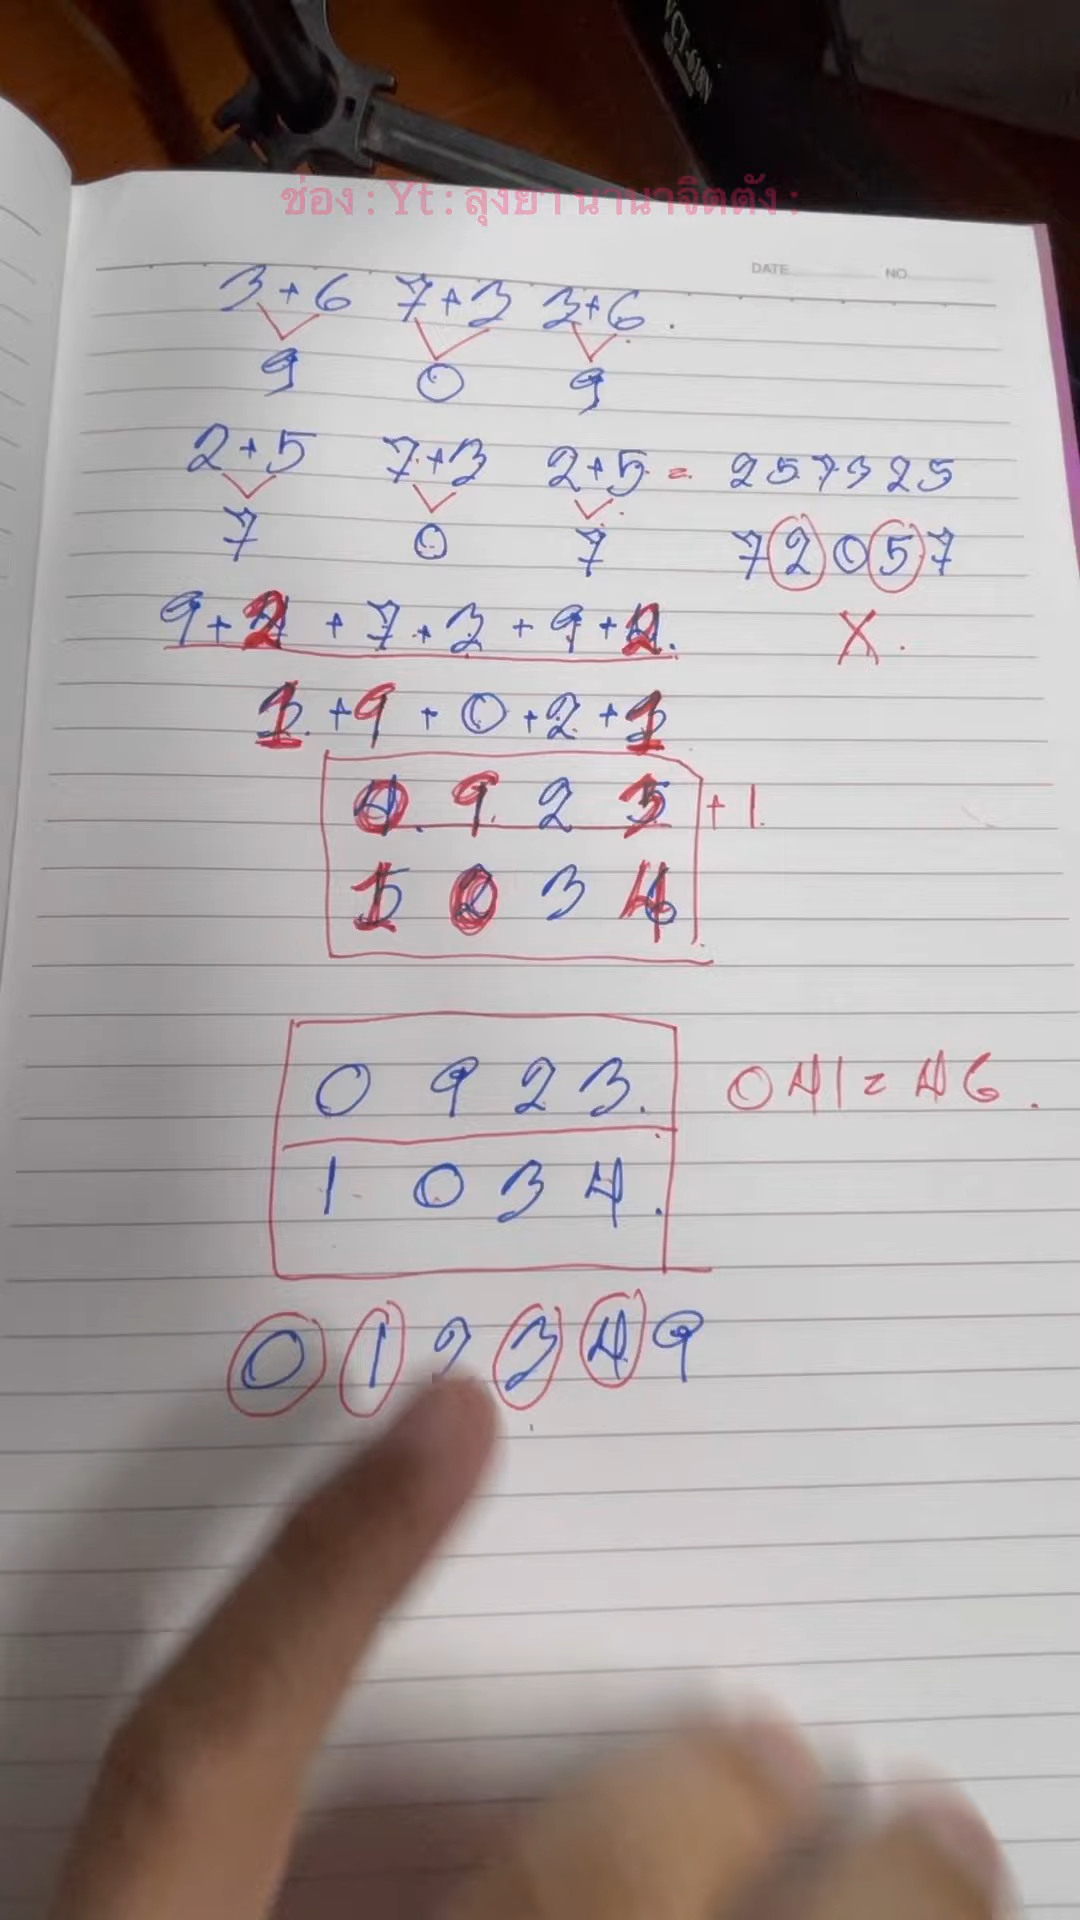 VCT-618N
ช่อง : Yt : ลุงยา นานาจิตตัง :
DATE NO.
3+6 7+3 3+6.
9 0 9
2+5 7+3 2+5 = 257325
7 0 7 72057
9+2 +7+3+9+2. X.
1+9+0+2+1
0. 9 2 3 +1.
1 0 3 4
0 9 2 3. 041=46.
1 0 3 4.
0 1 2 3 4 9